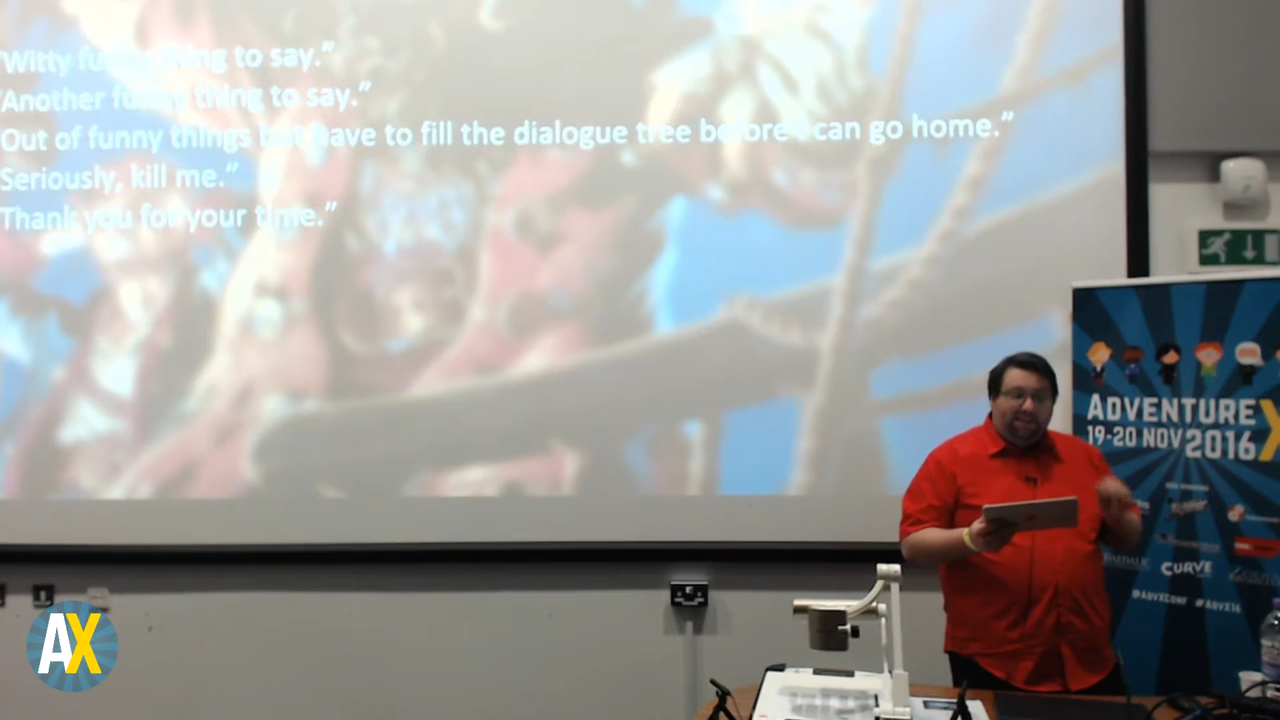 "Witty funny thing to say."
"Another funny thing to say."
Out of funny things but have to fill the dialogue tree before I can go home."
Seriously, kill me."
Thank you for your time."
ADVENTURE X
19-20 NOV 2016
CURVE
@ADVXCONF #ADVX16
AX